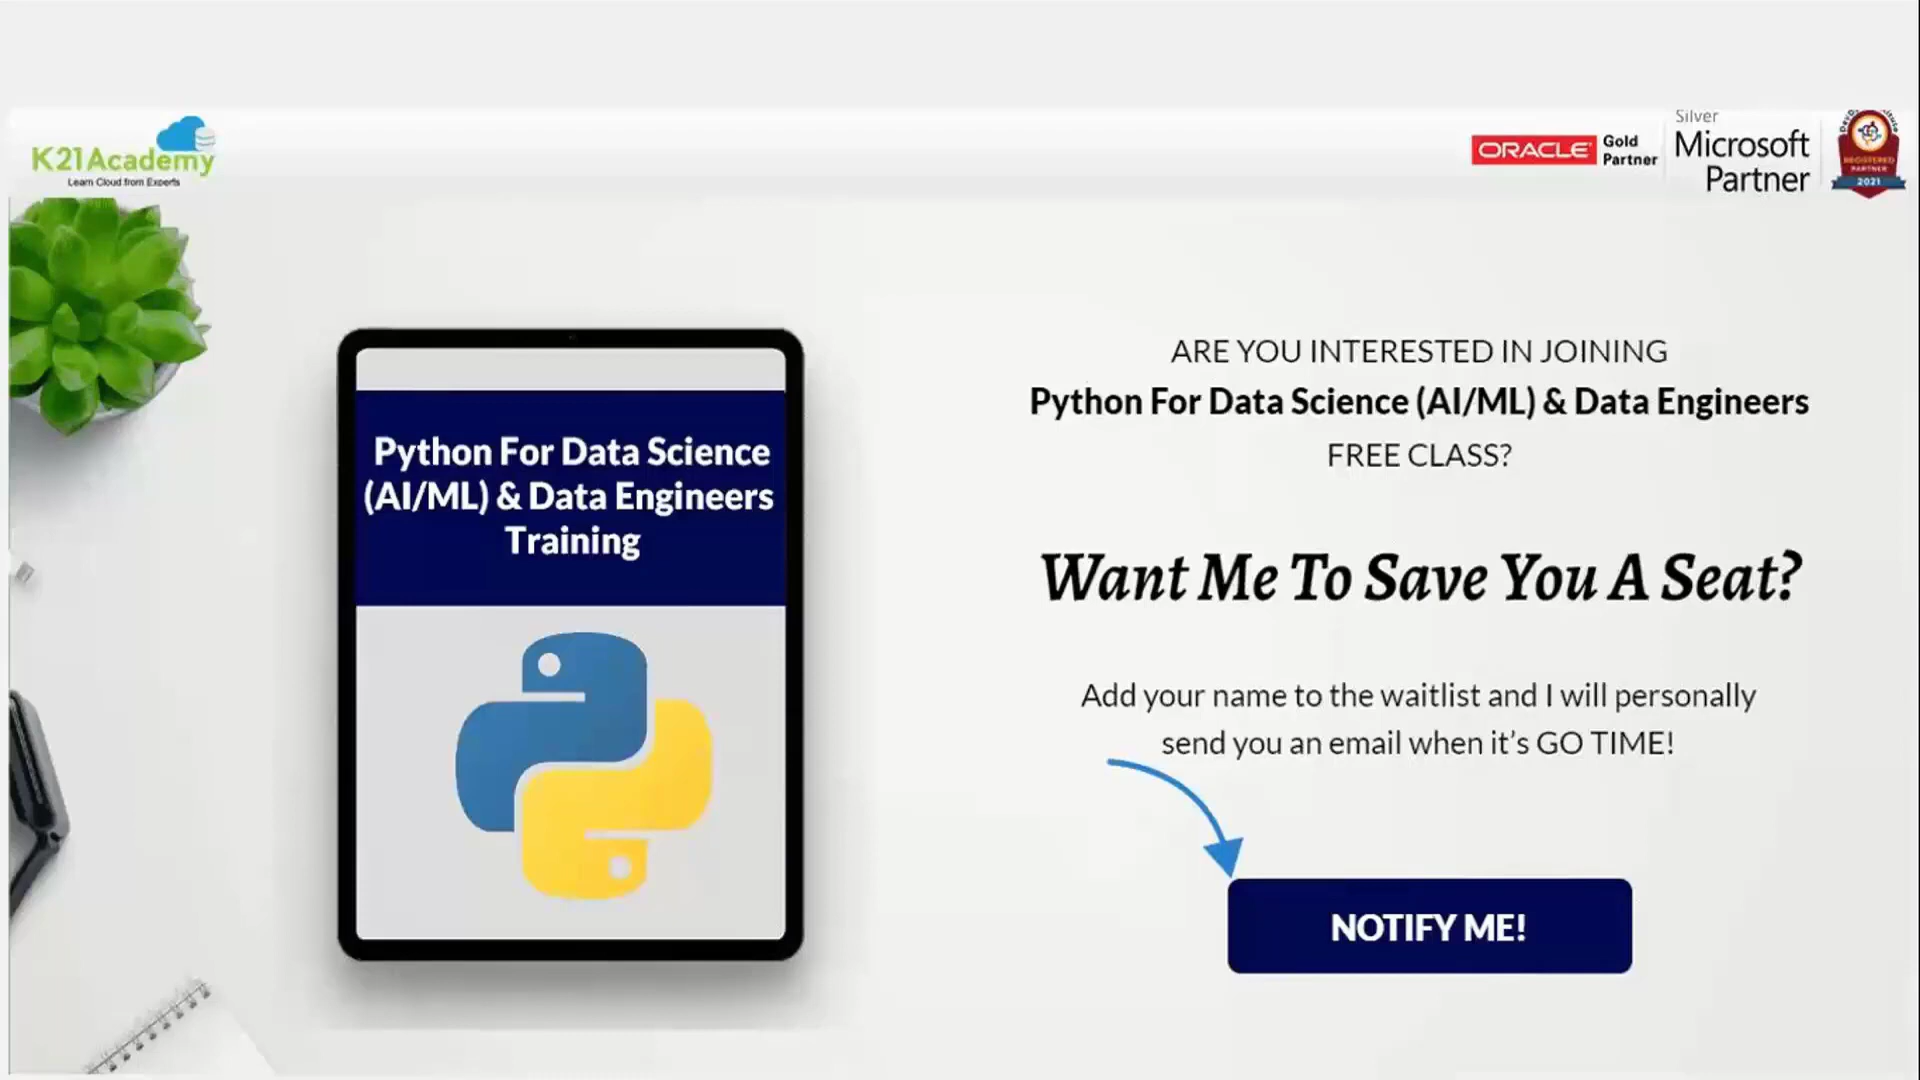 K21Academy
Learn Cloud from Experts
ORACLE Gold
Partner
Silver
Microsoft
Partner
REGISTERED
PARTNER
2021
Python For Data Science
(AI/ML) & Data Engineers
Training
ARE YOU INTERESTED IN JOINING
Python For Data Science (AI/ML) & Data Engineers
FREE CLASS?
Want Me To Save You A Seat?
Add your name to the waitlist and I will personally
send you an email when it’s GO TIME!
NOTIFY ME!